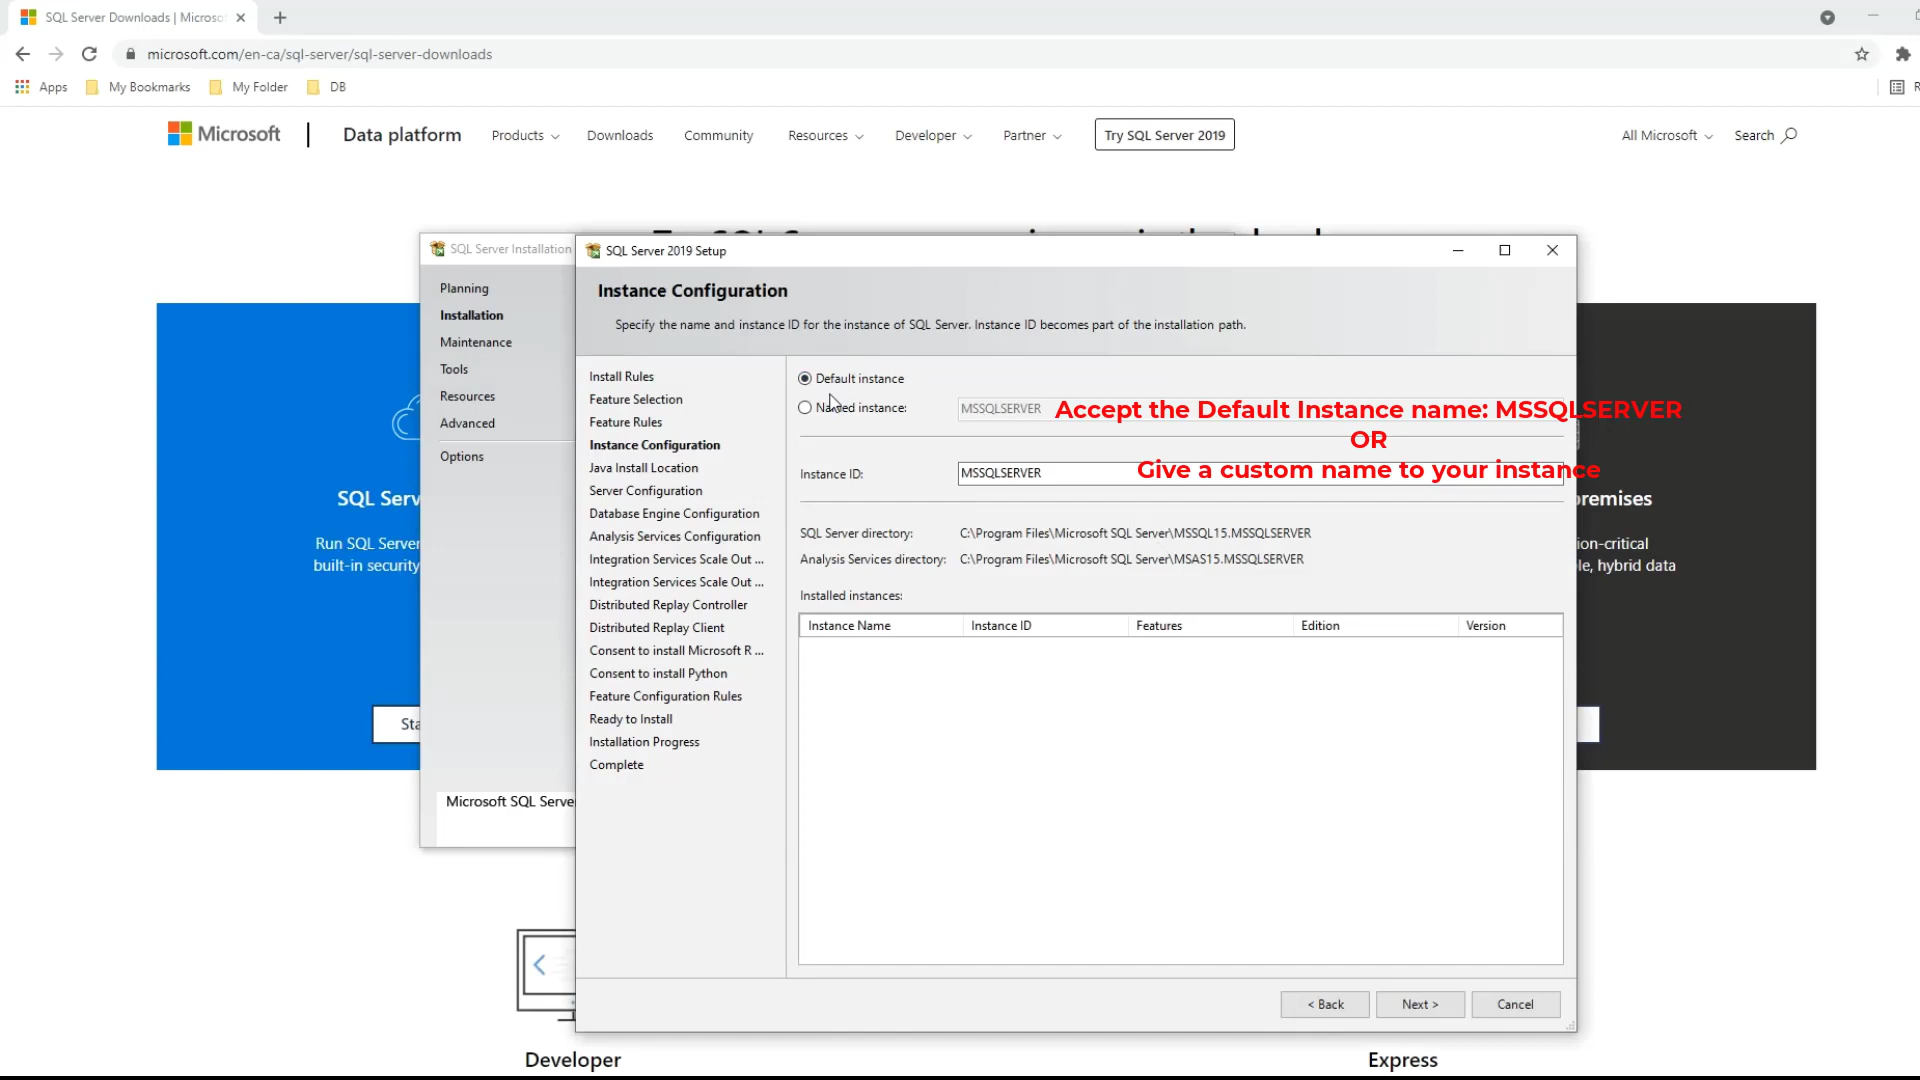 SQL Server Downloads | Microso
microsoft.com/en-ca/sql-server/sql-server-downloads
Apps My Bookmarks My Folder DB
Microsoft Data platform Products Downloads Community Resources Developer Partner Try SQL Server 2019 All Microsoft Search
SQL Server Installation
Planning
Installation
Maintenance
Tools
Resources
Advanced
Options
Microsoft SQL Serve
SQL Server 2019 Setup
Instance Configuration
Specify the name and instance ID for the instance of SQL Server. Instance ID becomes part of the installation path.
Install Rules
Feature Selection
Feature Rules
Instance Configuration
Java Install Location
Server Configuration
Database Engine Configuration
Analysis Services Configuration
Integration Services Scale Out ...
Integration Services Scale Out ...
Distributed Replay Controller
Distributed Replay Client
Consent to install Microsoft R ...
Consent to install Python
Feature Configuration Rules
Ready to Install
Installation Progress
Complete
Default instance
Named instance: MSSQLSERVER
Accept the Default Instance name: MSSQLSERVER
OR
Give a custom name to your instance
Instance ID: MSSQLSERVER
SQL Server directory: C:\Program Files\Microsoft SQL Server\MSSQL15.MSSQLSERVER
Analysis Services directory: C:\Program Files\Microsoft SQL Server\MSAS15.MSSQLSERVER
Installed instances:
Instance Name Instance ID Features Edition Version
< Back Next > Cancel
SQL Serv
Run SQL Server
built-in security
Sta
premises
ion-critical
le, hybrid data
Developer
Express